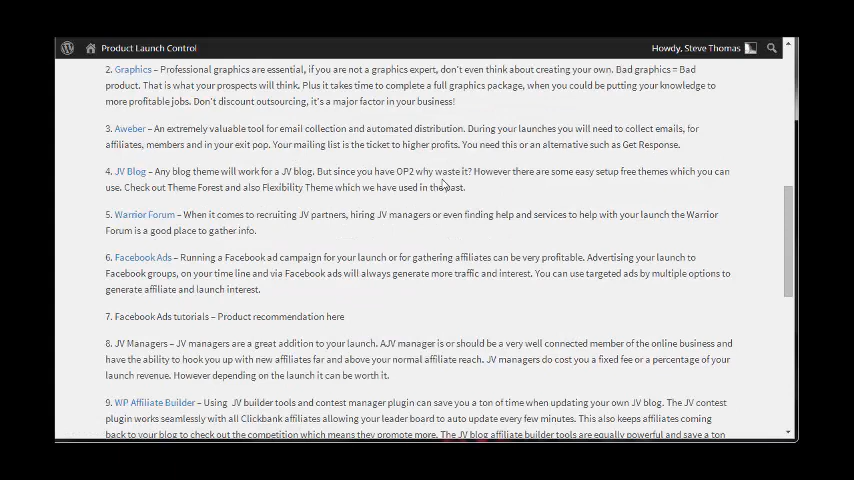 Product Launch Control
Howdy, Steve Thomas
2. Graphics – Professional graphics are essential, if you are not a graphics expert, don't even think about creating your own. Bad graphics = Bad
product. That is what your prospects will think. Plus it takes time to complete a full graphics package, when you could be putting your knowledge to
more profitable jobs. Don't discount outsourcing, it's a major factor in your business!
3. Aweber – An extremely valuable tool for email collection and automated distribution. During your launches you will need to collect emails, for
affiliates, members and in your exit pop. Your mailing list is the ticket to higher profits. You need this or an alternative such as Get Response.
4. JV Blog – Any blog theme will work for a JV blog. But since you have OP2 why waste it? However there are some easy setup free themes which you can
use. Check out Theme Forest and also Flexibility Theme which we have used in the past.
5. Warrior Forum – When it comes to recruiting JV partners, hiring JV managers or even finding help and services to help with your launch the Warrior
Forum is a good place to gather info.
6. Facebook Ads – Running a Facebook ad campaign for your launch or for gathering affiliates can be very profitable. Advertising your launch to
Facebook groups, on your time line and via Facebook ads will always generate more traffic and interest. You can use targeted ads by multiple options to
generate affiliate and launch interest.
7. Facebook Ads tutorials – Product recommendation here
8. JV Managers – JV managers are a great addition to your launch. AJV manager is or should be a very well connected member of the online business and
have the ability to hook you up with new affiliates far and above your normal affiliate reach. JV managers do cost you a fixed fee or a percentage of your
launch revenue. However depending on the launch it can be worth it.
9. WP Affiliate Builder – Using JV builder tools and contest manager plugin can save you a ton of time when updating your own JV blog. The JV contest
plugin works seamlessly with all Clickbank affiliates allowing your leader board to auto update every few minutes. This also keeps affiliates coming
back to your blog to check out the competition which means they promote more. The JV blog affiliate builder tools are equally powerful and save a ton